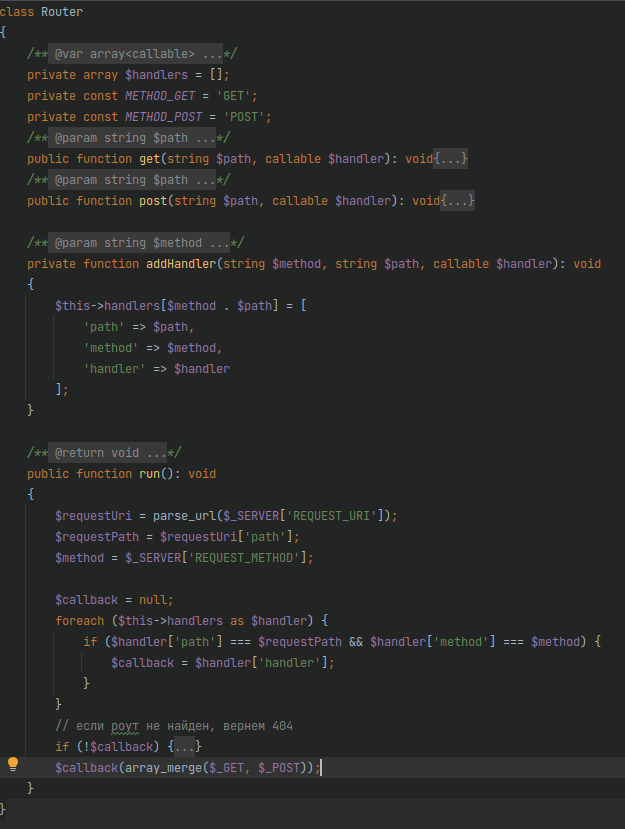 class Router
{
/** @var array<callable> ...*/
private array $handlers = [];
private const METHOD_GET = 'GET';
private const METHOD_POST = 'POST';
/** @param string $path ...*/
public function get(string $path, callable $handler): void{...}
/** @param string $path ...*/
public function post(string $path, callable $handler): void{...}
/** @param string $method ...*/
private function addHandler(string $method, string $path, callable $handler): void
{
$this->handlers[$method . $path] = [
'path' => $path,
'method' => $method,
'handler' => $handler
];
}
/** @return void ...*/
public function run(): void
{
$requestUri = parse_url($_SERVER['REQUEST_URI']);
$requestPath = $requestUri['path'];
$method = $_SERVER['REQUEST_METHOD'];
$callback = null;
foreach ($this->handlers as $handler) {
if ($handler['path'] === $requestPath && $handler['method'] === $method) {
$callback = $handler['handler'];
}
}
// если роут не найден, вернем 404
if (!$callback) {...}
$callback(array_merge($_GET, $_POST));
}
}